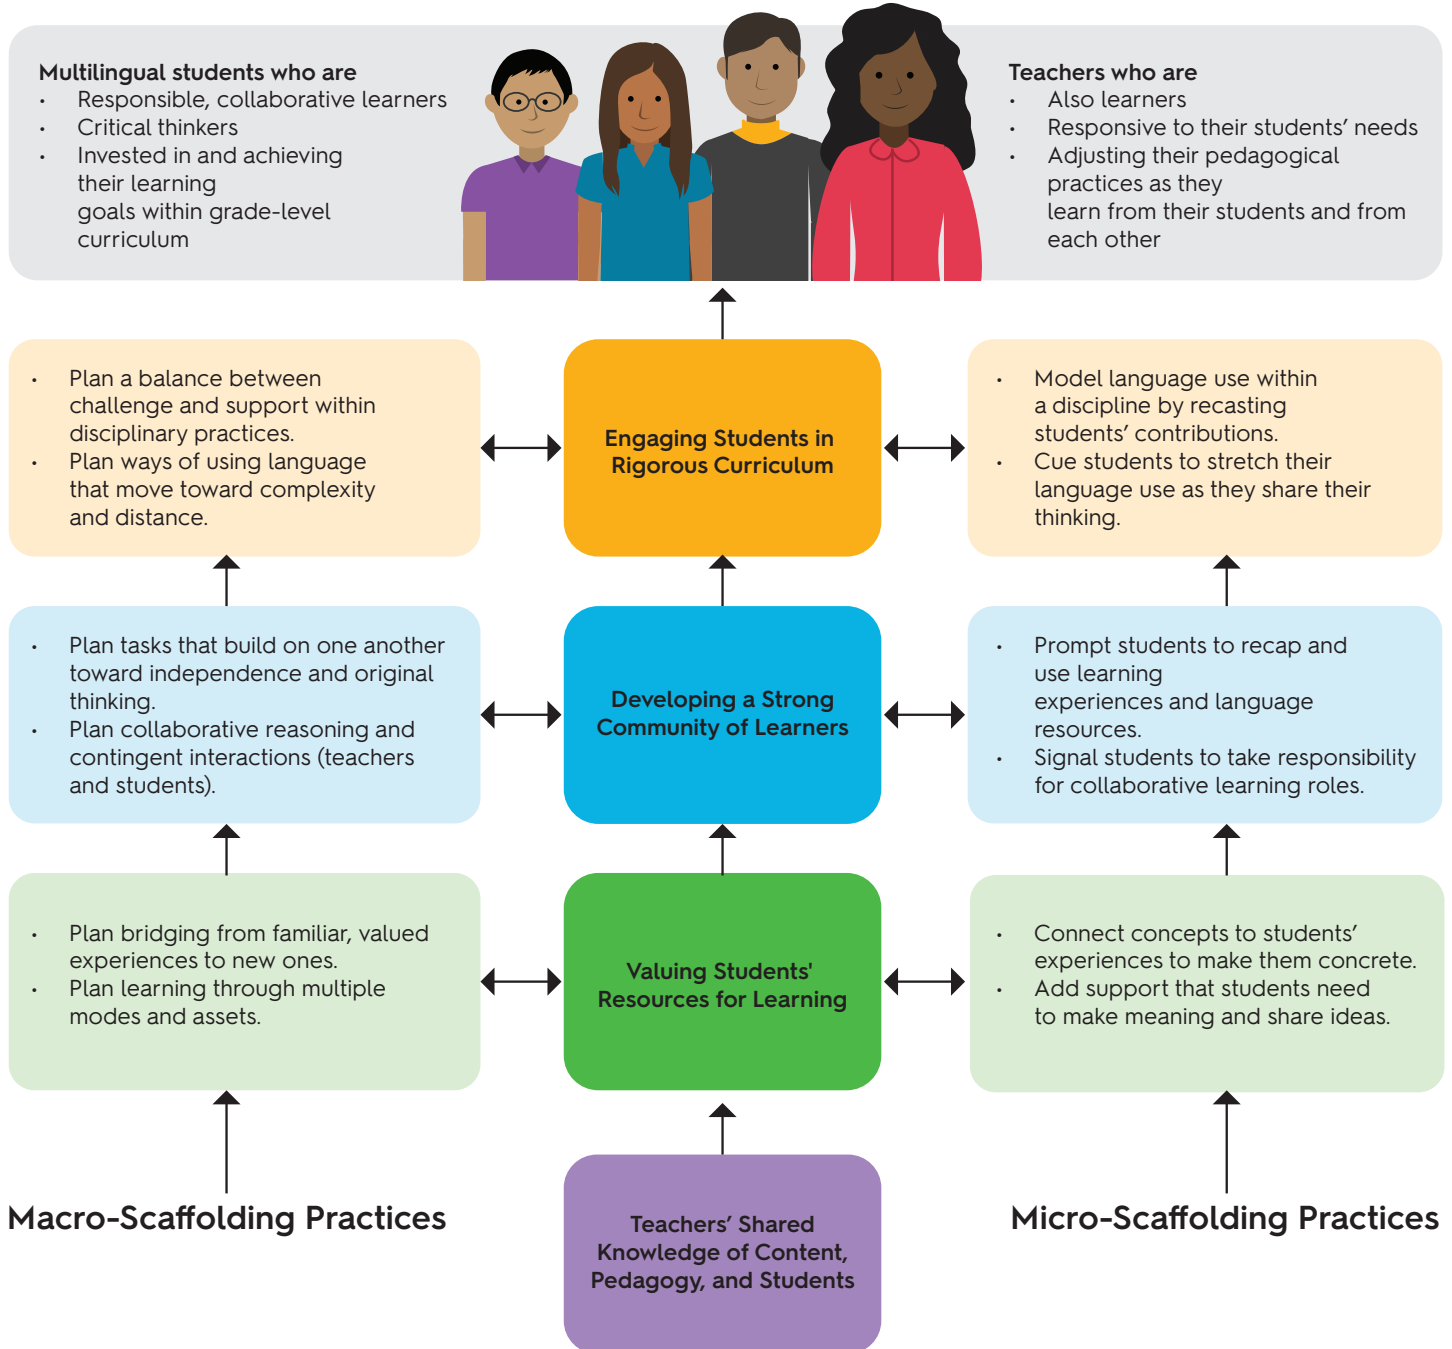 Multilingual students who are
• Responsible, collaborative learners
• Critical thinkers
• Invested in and achieving
their learning
goals within grade-level
curriculum
Teachers who are
• Also learners
• Responsive to their students’ needs
• Adjusting their pedagogical
practices as they
learn from their students and from
each other
• Plan a balance between
challenge and support within
disciplinary practices.
• Plan ways of using language
that move toward complexity
and distance.
Engaging Students in
Rigorous Curriculum
• Model language use within
a discipline by recasting
students’ contributions.
• Cue students to stretch their
language use as they share their
thinking.
• Plan tasks that build on one another
toward independence and original
thinking.
• Plan collaborative reasoning and
contingent interactions (teachers
and students).
Developing a Strong
Community of Learners
• Prompt students to recap and
use learning
experiences and language
resources.
• Signal students to take responsibility
for collaborative learning roles.
• Plan bridging from familiar, valued
experiences to new ones.
• Plan learning through multiple
modes and assets.
Valuing Students'
Resources for Learning
• Connect concepts to students’
experiences to make them concrete.
• Add support that students need
to make meaning and share ideas.
Macro-Scaffolding Practices
Teachers’ Shared
Knowledge of Content,
Pedagogy, and Students
Micro-Scaffolding Practices